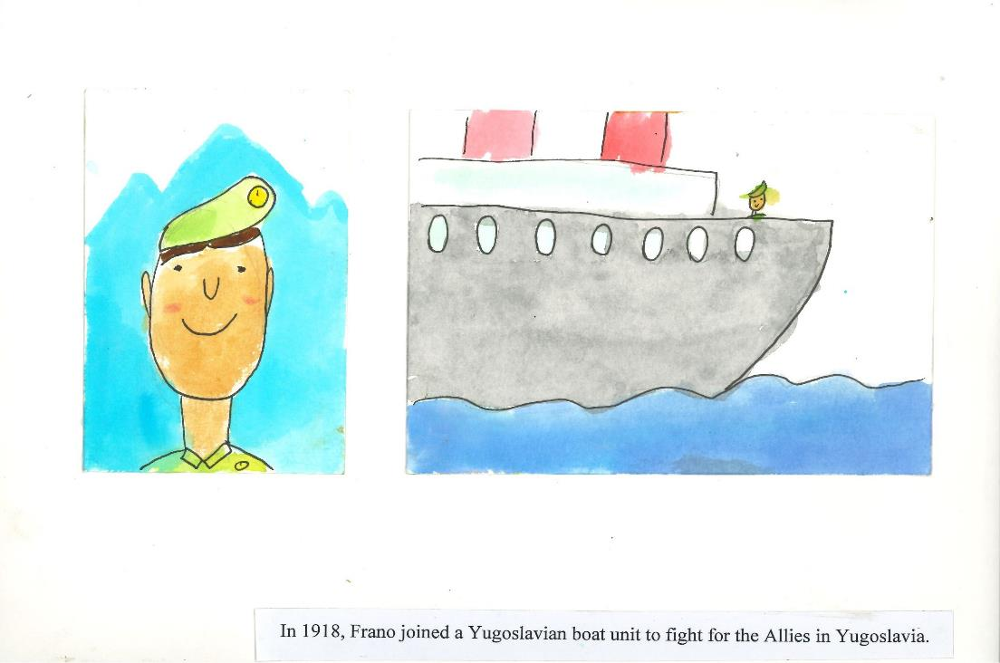 In 1918, Frano joined a Yugoslavian boat unit to fight for the Allies in Yugoslavia.